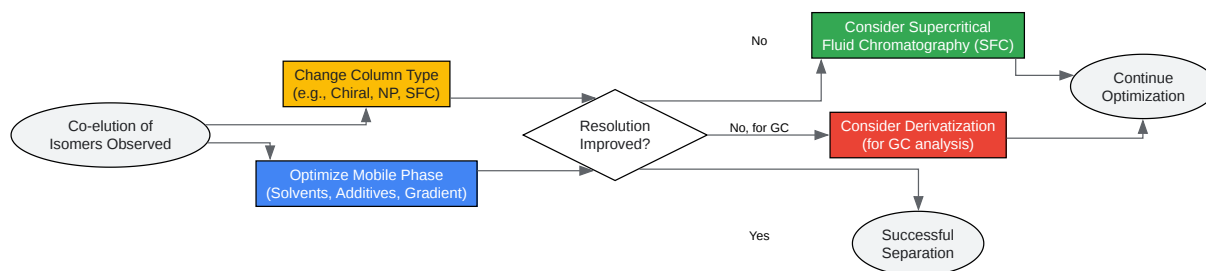 Co-elution of
Isomers Observed
Change Column Type
(e.g., Chiral, NP, SFC)
Optimize Mobile Phase
(Solvents, Additives, Gradient)
Resolution
Improved?
No
Consider Supercritical
Fluid Chromatography (SFC)
No, for GC
Consider Derivatization
(for GC analysis)
Yes
Successful
Separation
Continue
Optimization